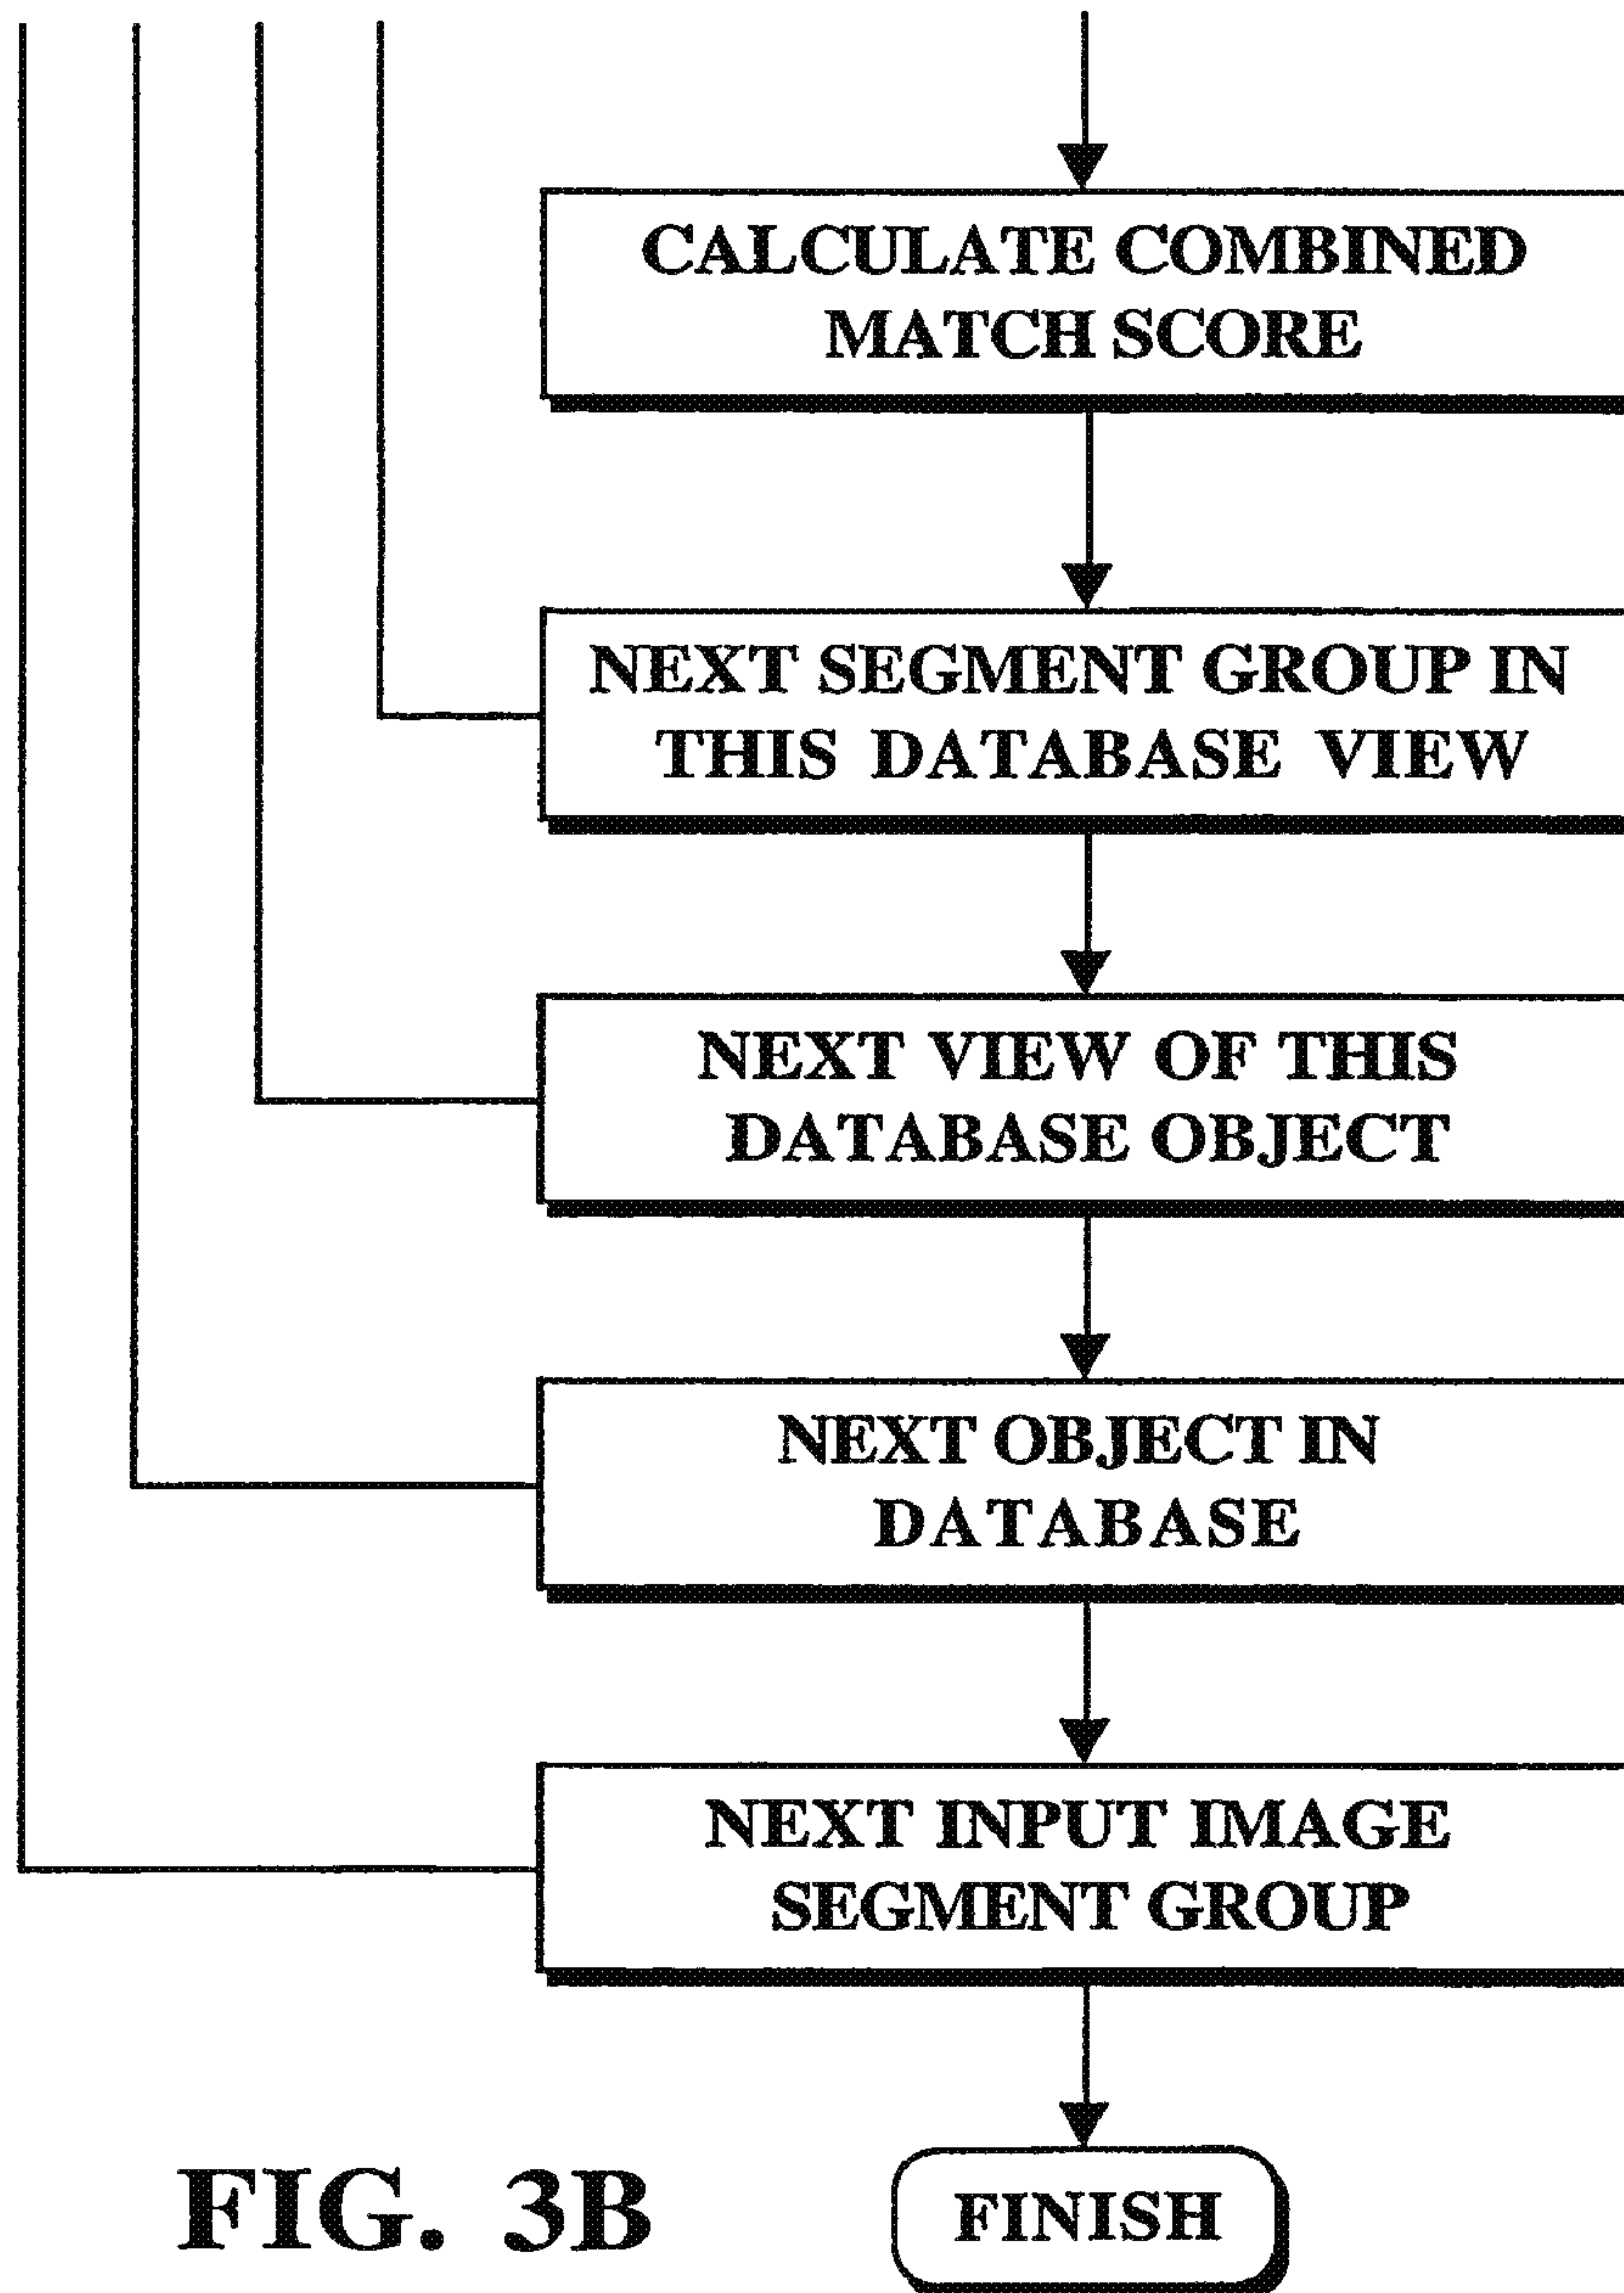 CALCULATE COMBINED
MATCH SCORE
NEXT SEGMENT GROUP IN
THIS DATABASE VIEW
NEXT VIEW OF THIS
DATABASE OBJECT
NEXT OBJECT IN
DATABASE
NEXT INPUT IMAGE
SEGMENT GROUP
FINISH
FIG. 3B